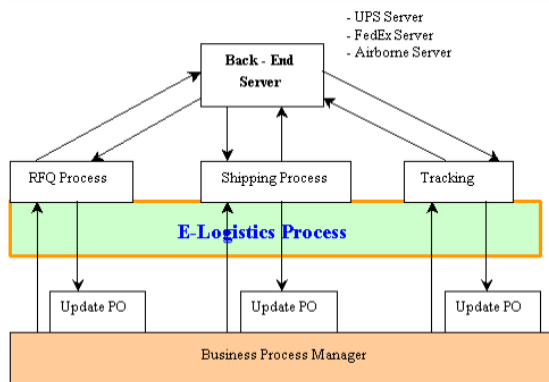 - UPS Server
- FedEx Server
- Airborne Server
Back - End
Server
RFQ Process
Shipping Process
Tracking
E-Logistics Process
Update PO
Update PO
Update PO
Business Process Manager